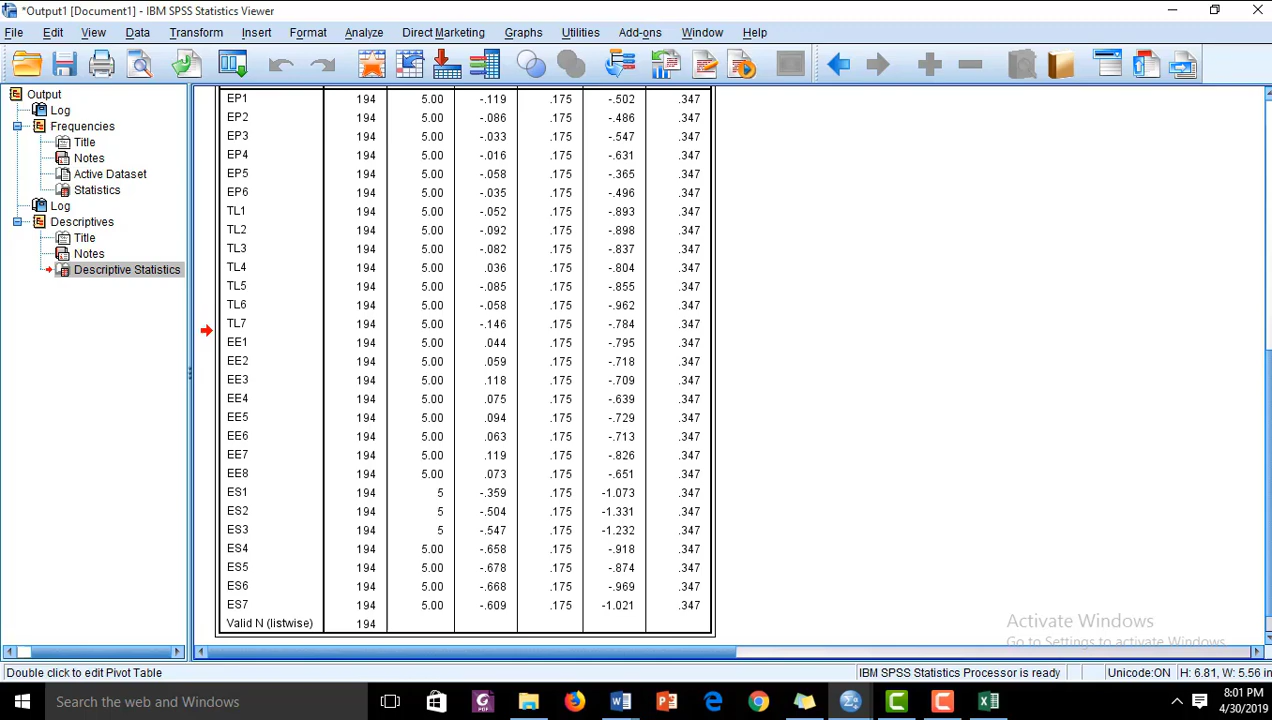 *Output1 [Document1] - IBM SPSS Statistics Viewer
File Edit View Data Transform Insert Format Analyze Direct Marketing Graphs Utilities Add-ons Window Help
Output
Log
Frequencies
Title
Notes
Active Dataset
Statistics
Log
Descriptives
Title
Notes
Descriptive Statistics
EP1 194 5.00 -.119 .175 -.502 .347
EP2 194 5.00 -.086 .175 -.486 .347
EP3 194 5.00 -.033 .175 -.547 .347
EP4 194 5.00 -.016 .175 -.631 .347
EP5 194 5.00 -.058 .175 -.365 .347
EP6 194 5.00 -.035 .175 -.496 .347
TL1 194 5.00 -.052 .175 -.893 .347
TL2 194 5.00 -.092 .175 -.898 .347
TL3 194 5.00 -.082 .175 -.837 .347
TL4 194 5.00 .036 .175 -.804 .347
TL5 194 5.00 -.085 .175 -.855 .347
TL6 194 5.00 -.058 .175 -.962 .347
TL7 194 5.00 -.146 .175 -.784 .347
EE1 194 5.00 .044 .175 -.795 .347
EE2 194 5.00 .059 .175 -.718 .347
EE3 194 5.00 .118 .175 -.709 .347
EE4 194 5.00 .075 .175 -.639 .347
EE5 194 5.00 .094 .175 -.729 .347
EE6 194 5.00 .063 .175 -.713 .347
EE7 194 5.00 .119 .175 -.826 .347
EE8 194 5.00 .073 .175 -.651 .347
ES1 194 5 -.359 .175 -1.073 .347
ES2 194 5 -.504 .175 -1.331 .347
ES3 194 5 -.547 .175 -1.232 .347
ES4 194 5.00 -.658 .175 -.918 .347
ES5 194 5.00 -.678 .175 -.874 .347
ES6 194 5.00 -.668 .175 -.969 .347
ES7 194 5.00 -.609 .175 -1.021 .347
Valid N (listwise) 194
Activate Windows
Go to Settings to activate Windows.
Double click to edit Pivot Table IBM SPSS Statistics Processor is ready Unicode:ON H: 6.81, W: 5.56 in
Search the web and Windows
8:01 PM
4/30/2019